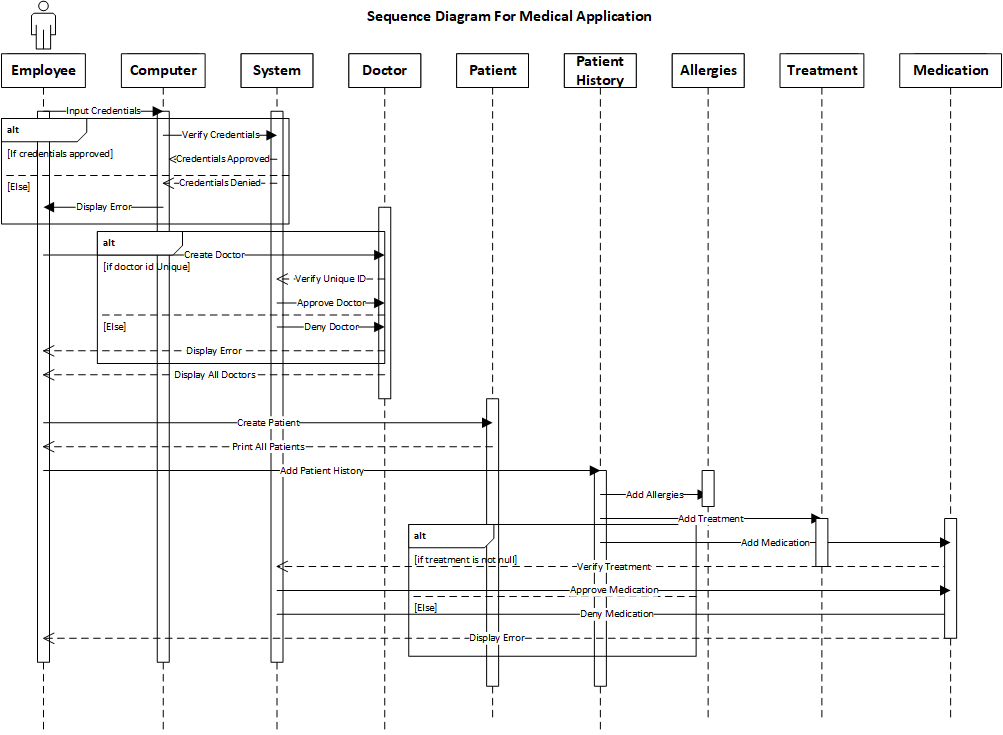 Sequence Diagram For Medical Application
Employee
Computer
System
Doctor
Patient
Patient
History
Allergies
Treatment
Medication
Input Credentials
alt
Verify Credentials
[If credentials approved]
Credentials Approved
Credentials Denied
[Else]
Display Error
alt
Create Doctor
[if doctor id Unique]
Verify Unique ID
Approve Doctor
[Else]
Deny Doctor
Display Error
Display All Doctors
Create Patient
Print All Patients
Add Patient History
Add Allergies
Add Treatment
alt
Add Medication
[if treatment is not null]
Verify Treatment
Approve Medication
[Else]
Deny Medication
Display Error